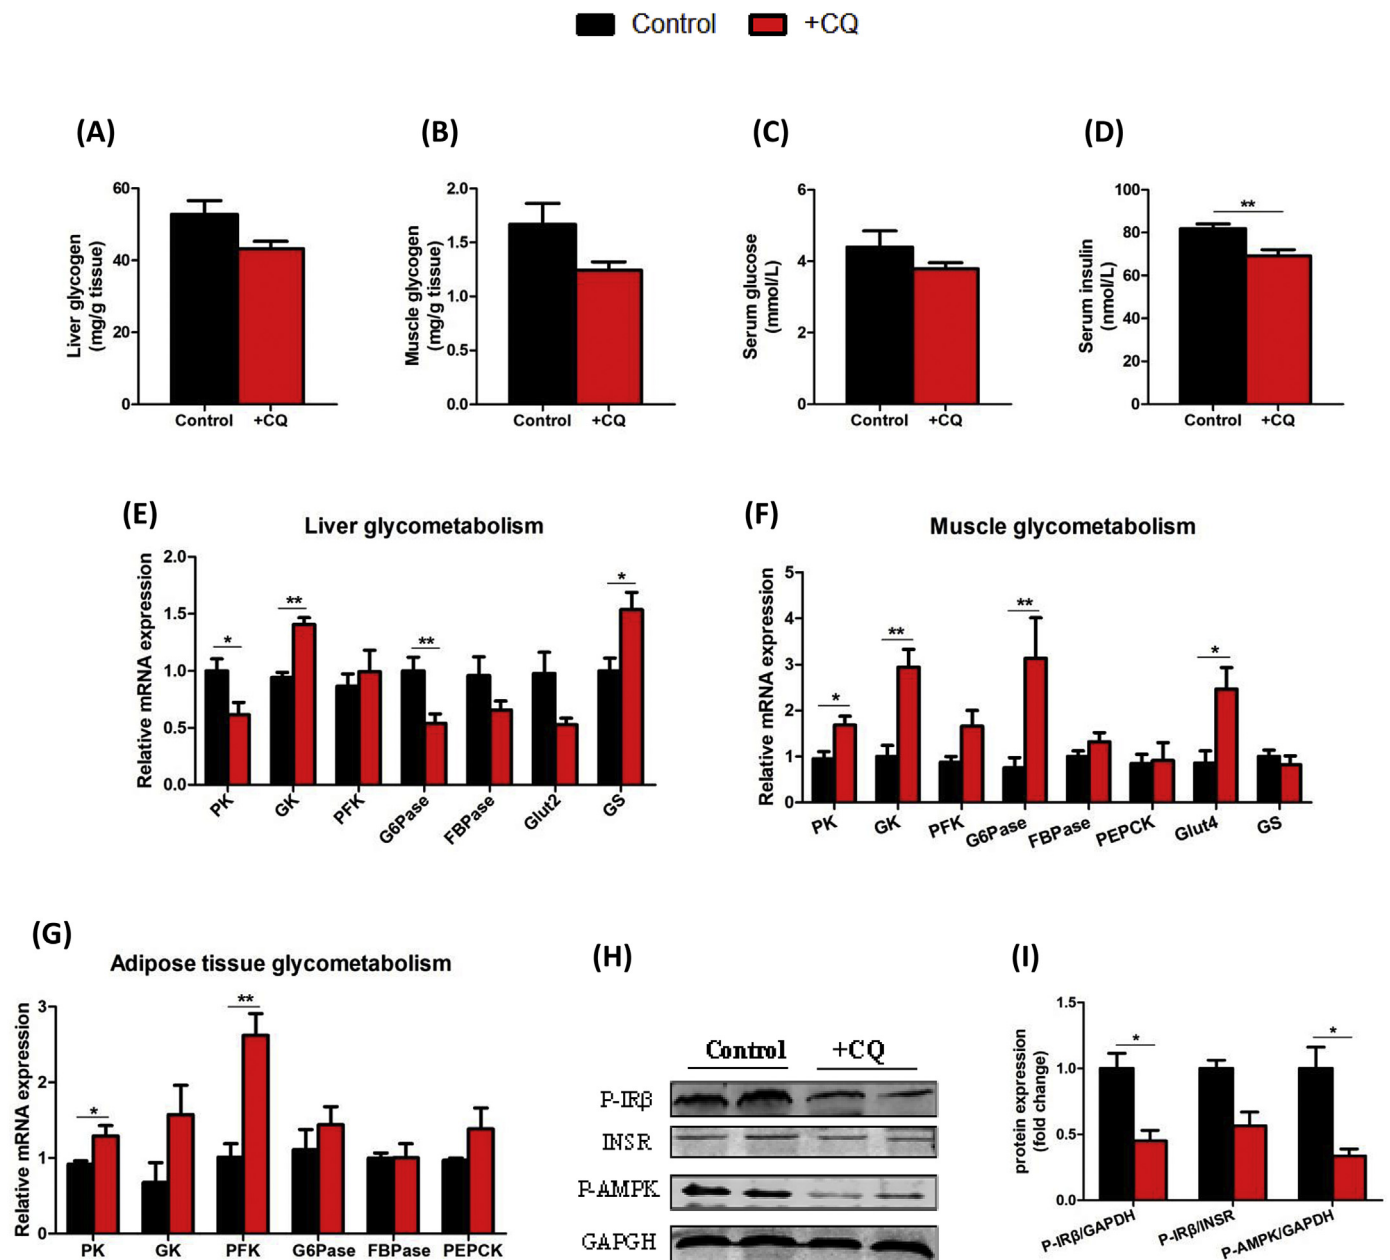 Control +CQ
(A) (B) (C) (D)
Liver glycogen
(mg/g tissue)
60
40
20
0
Control +CQ
Muscle glycogen
(mg/g tissue)
2.0
1.5
1.0
0.5
0.0
Control +CQ
Serum glucose
(mmol/L)
6
4
2
0
Control +CQ
Serum insulin
(nmol/L)
100
80
60
40
20
0
**
Control +CQ
(E)
Liver glycometabolism
Relative mRNA expression
2.0
1.5
1.0
0.5
0.0
* ** ** *
PK GK PFK G6Pase FBPase Glut2 GS
(F)
Muscle glycometabolism
Relative mRNA expression
5
4
3
2
1
0
* ** ** *
PK GK PFK G6Pase FBPase PEPCK Glut4 GS
(G)
Adipose tissue glycometabolism
Relative mRNA expression
3
2
1
0
* **
PK GK PFK G6Pase FBPase PEPCK
(H)
Control +CQ
P-IRβ
INSR
P-AMPK
GAPGH
(I)
protein expression
(fold change)
1.5
1.0
0.5
0.0
* *
P-IRβ/GAPDH P-IRβ/INSR P-AMPK/GAPDH